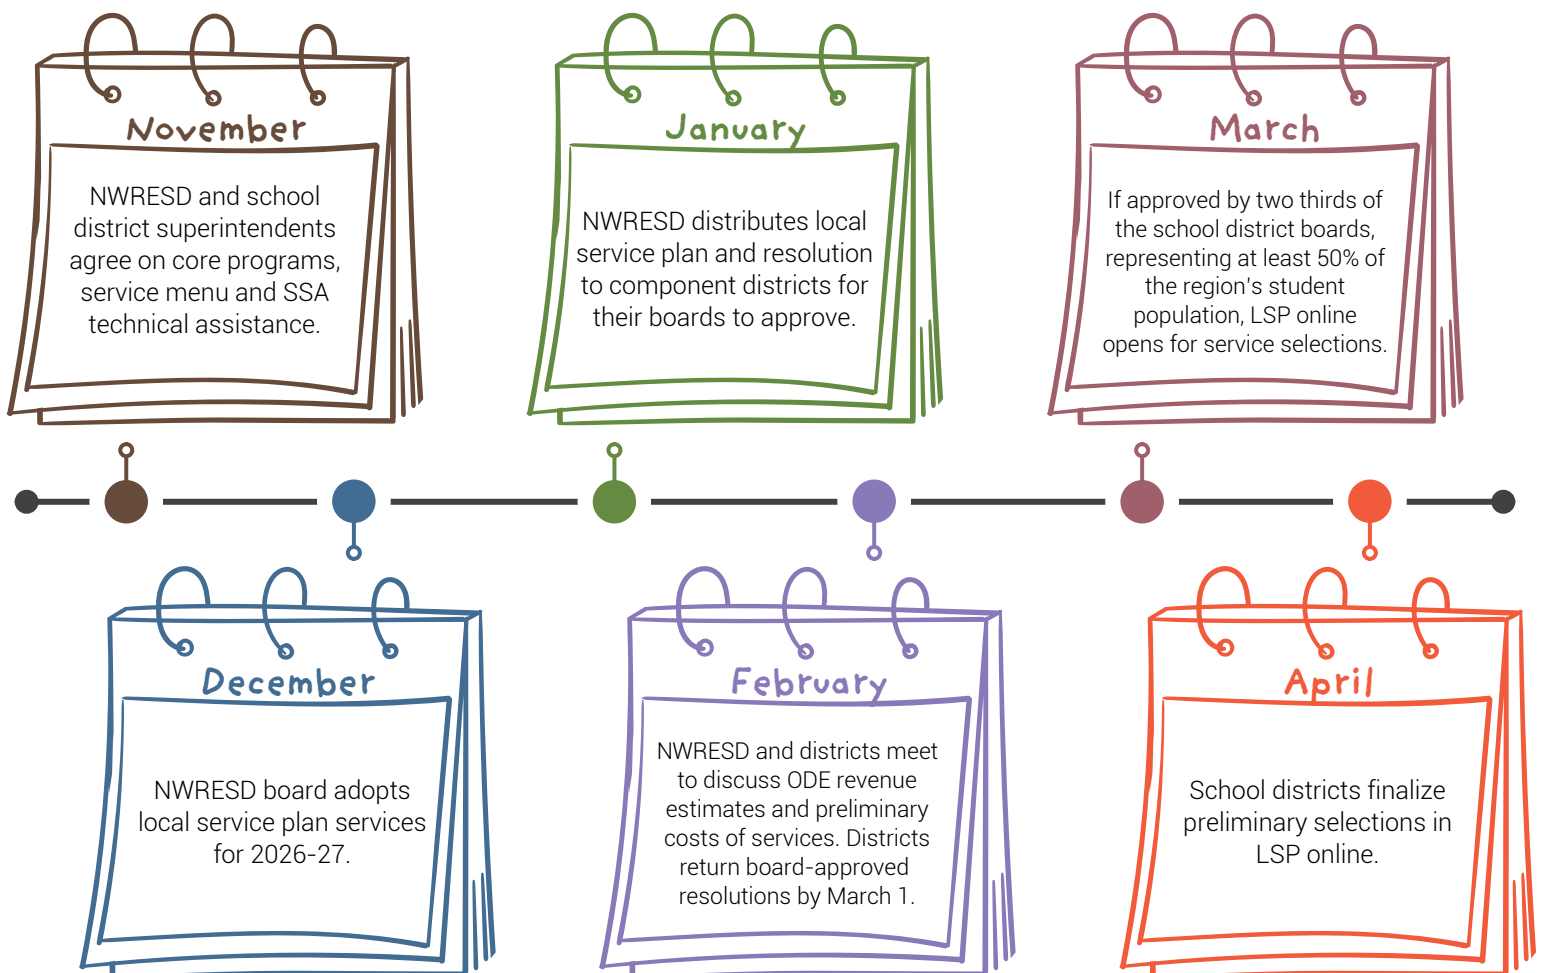 November
NWRESD and school
district superintendents
agree on core programs,
service menu and SSA
technical assistance.
January
NWRESD distributes local
service plan and resolution
to component districts for
their boards to approve.
March
If approved by two thirds of
the school district boards,
representing at least 50% of
the region's student
population, LSP online
opens for service selections.
December
NWRESD board adopts
local service plan services
for 2026-27.
February
NWRESD and districts meet
to discuss ODE revenue
estimates and preliminary
costs of services. Districts
return board-approved
resolutions by March 1.
April
School districts finalize
preliminary selections in
LSP online.